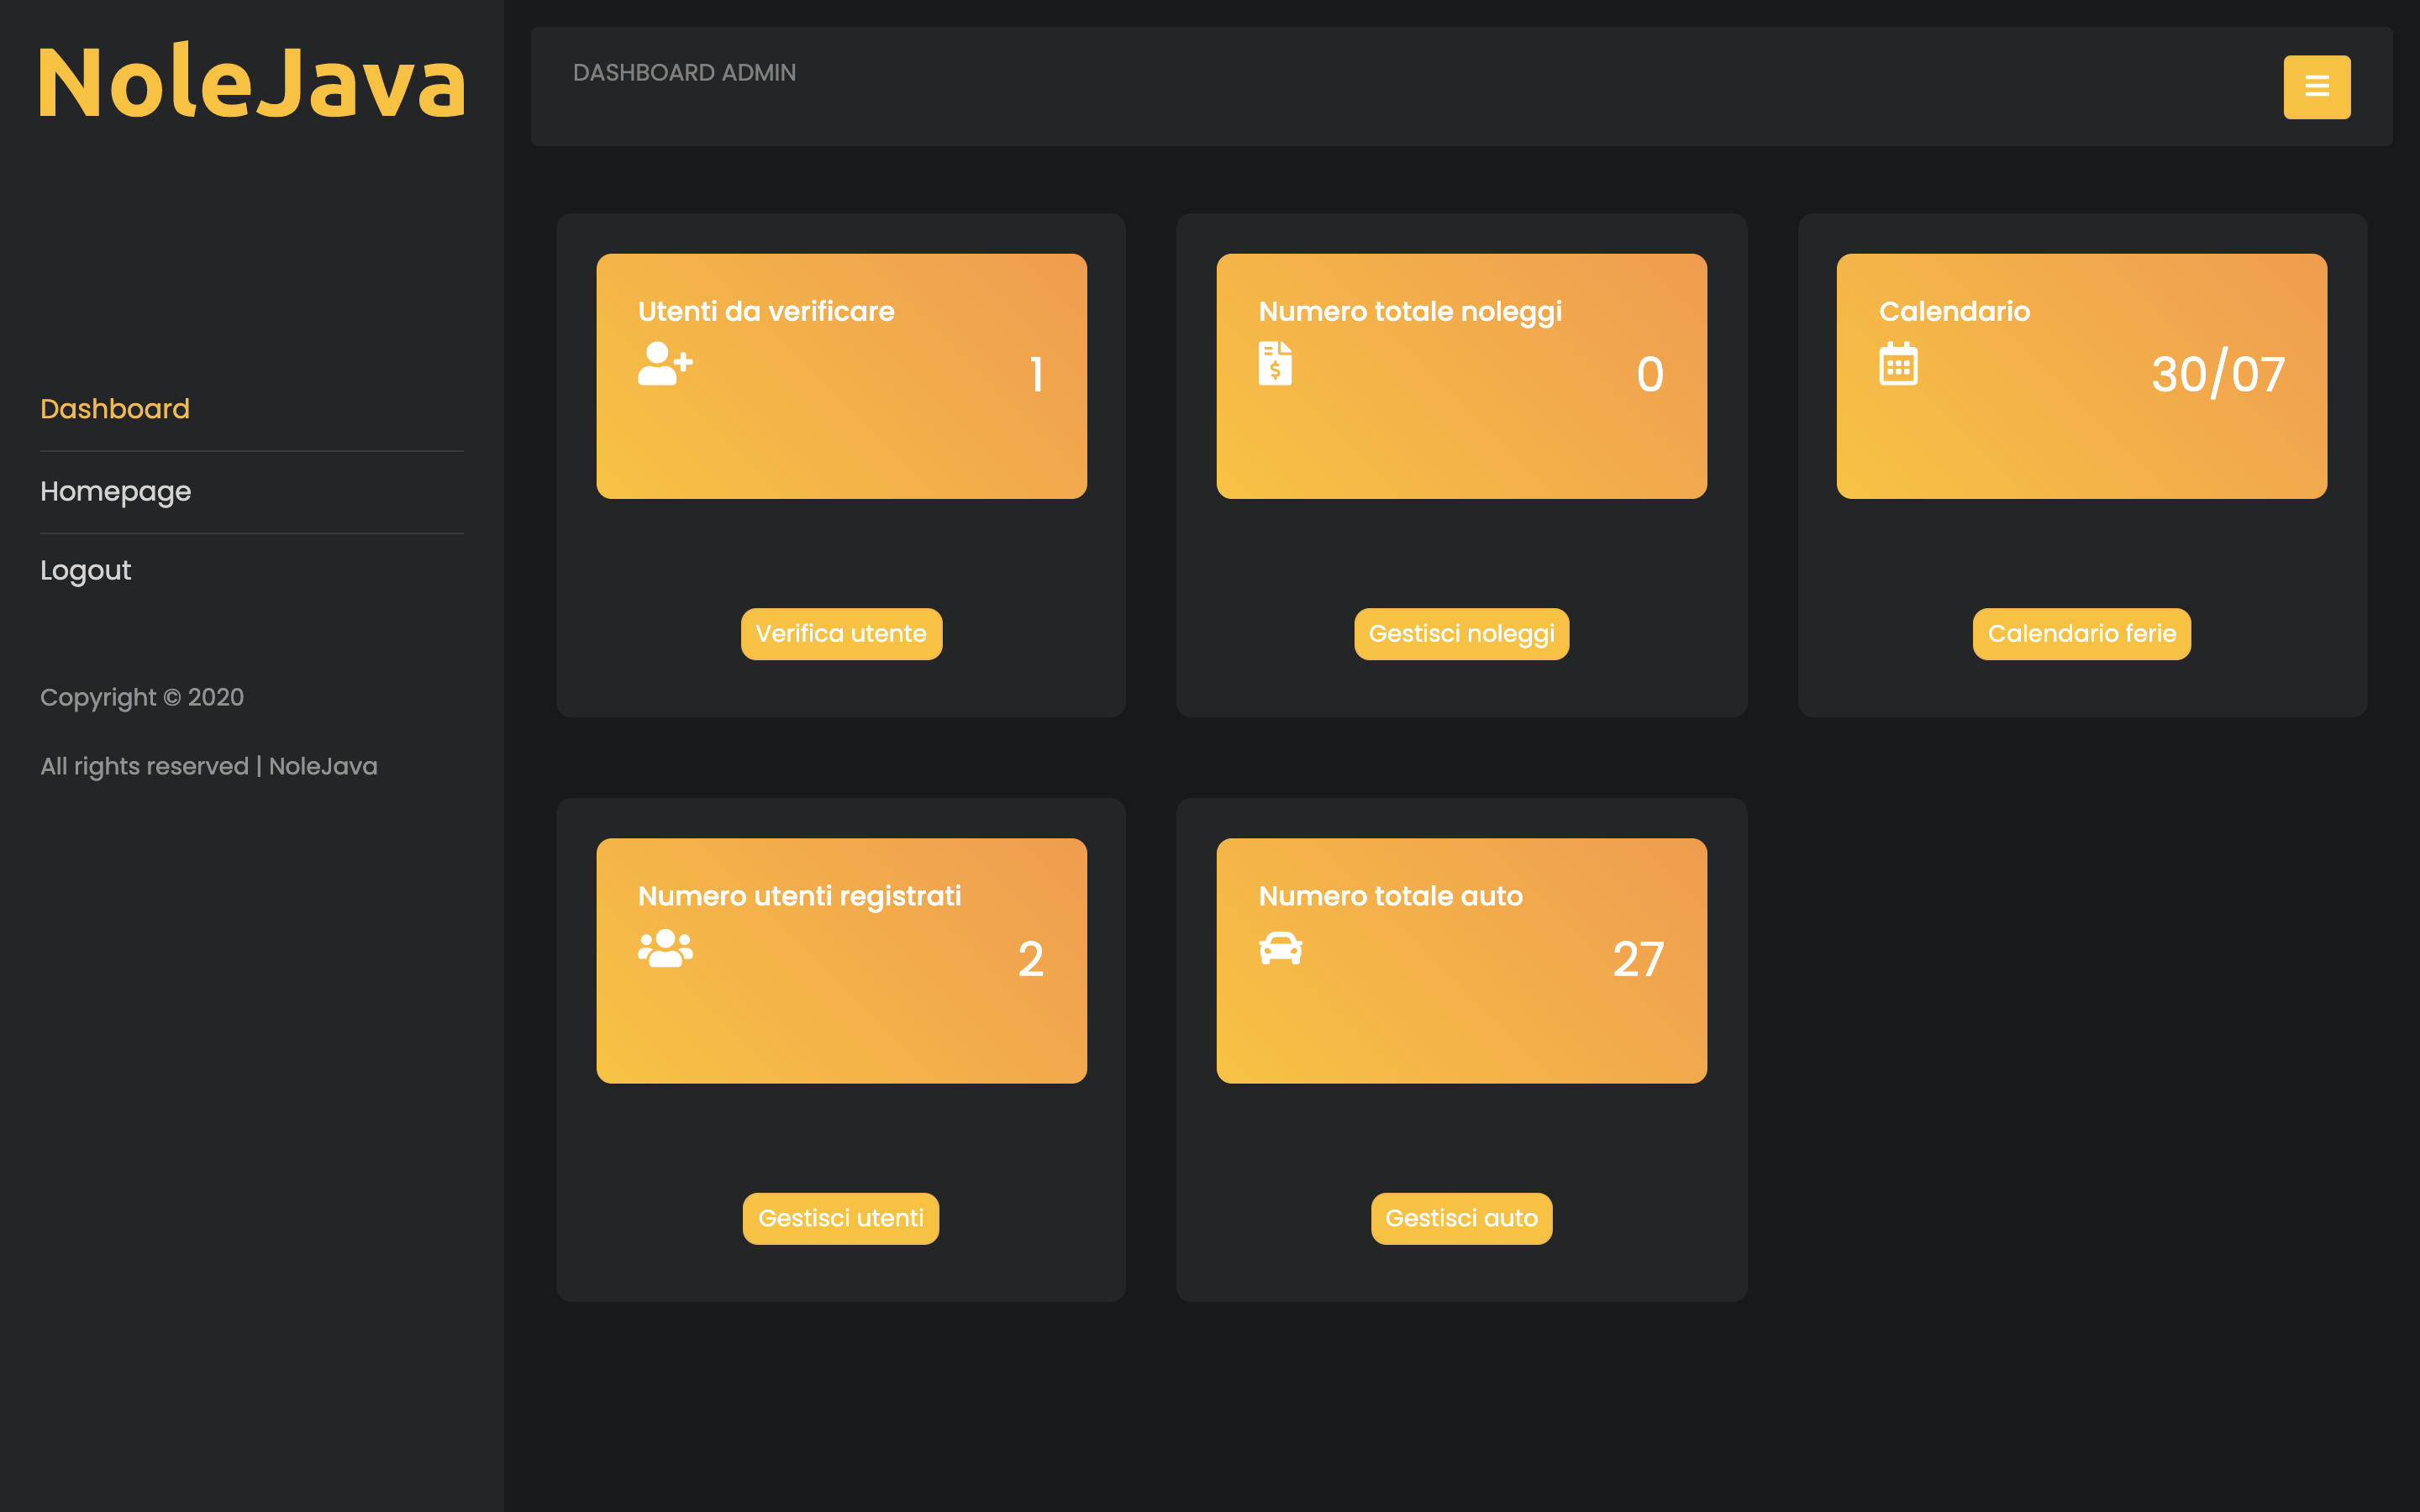 NoleJava
Dashboard
Homepage
Logout
Copyright © 2020
All rights reserved | NoleJava
DASHBOARD ADMIN
Utenti da verificare
1
Verifica utente
Numero totale noleggi
0
Gestisci noleggi
Calendario
30/07
Calendario ferie
Numero utenti registrati
2
Gestisci utenti
Numero totale auto
27
Gestisci auto